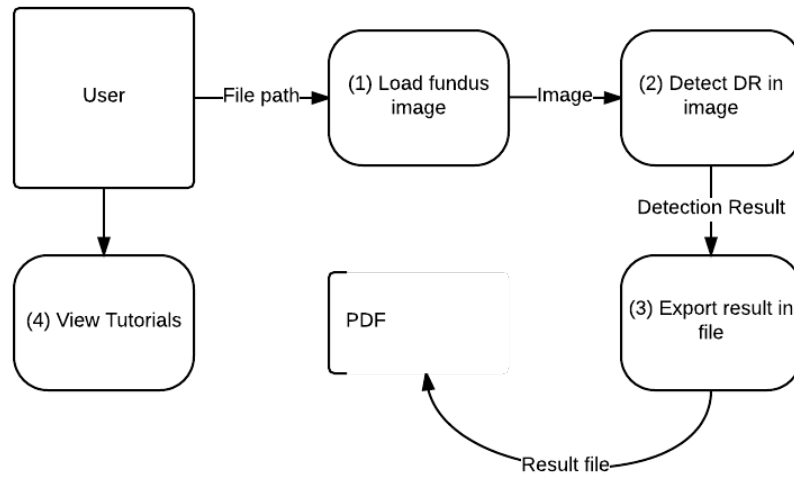 User
File path
(1) Load fundus
image
Image
(2) Detect DR in
image
Detection Result
(4) View Tutorials
PDF
(3) Export result in
file
Result file